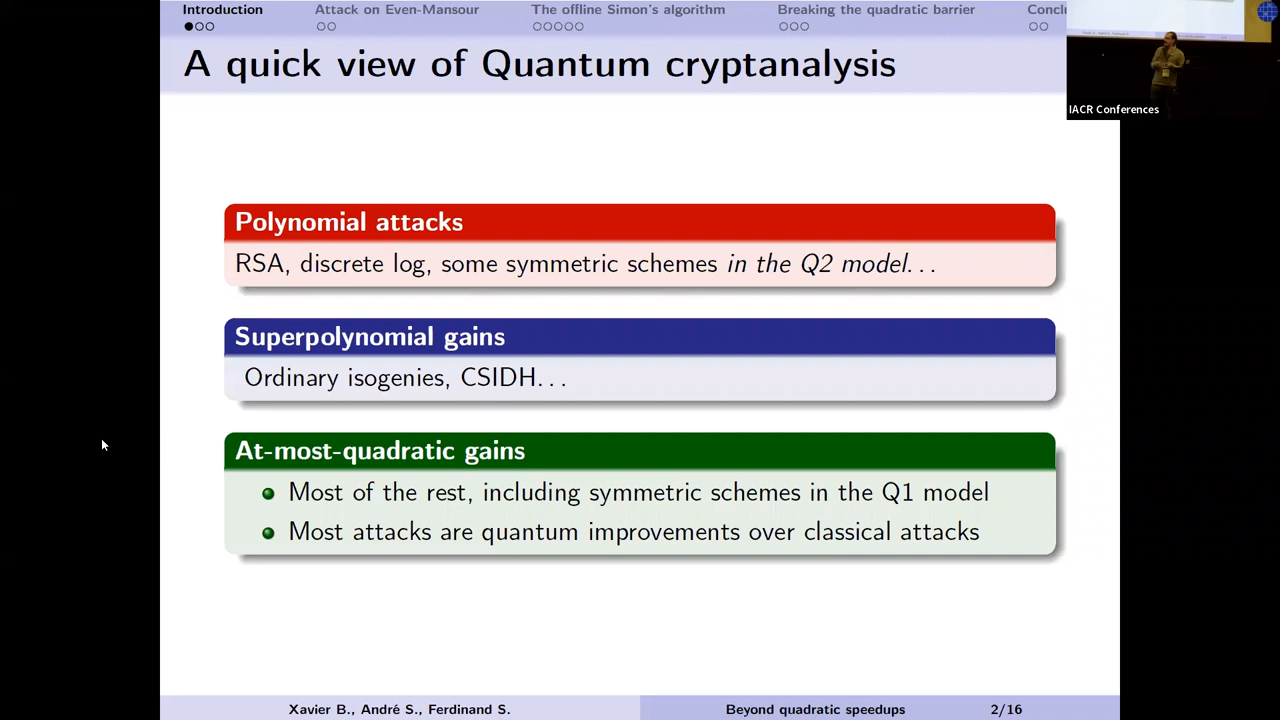 Introduction Attack on Even-Mansour The offline Simon's algorithm Breaking the quadratic barrier Conclu
A quick view of Quantum cryptanalysis
IACR Conferences
Polynomial attacks
RSA, discrete log, some symmetric schemes in the Q2 model...
Superpolynomial gains
Ordinary isogenies, CSIDH...
At-most-quadratic gains
Most of the rest, including symmetric schemes in the Q1 model
Most attacks are quantum improvements over classical attacks
Xavier B., André S., Ferdinand S. Beyond quadratic speedups 2/16